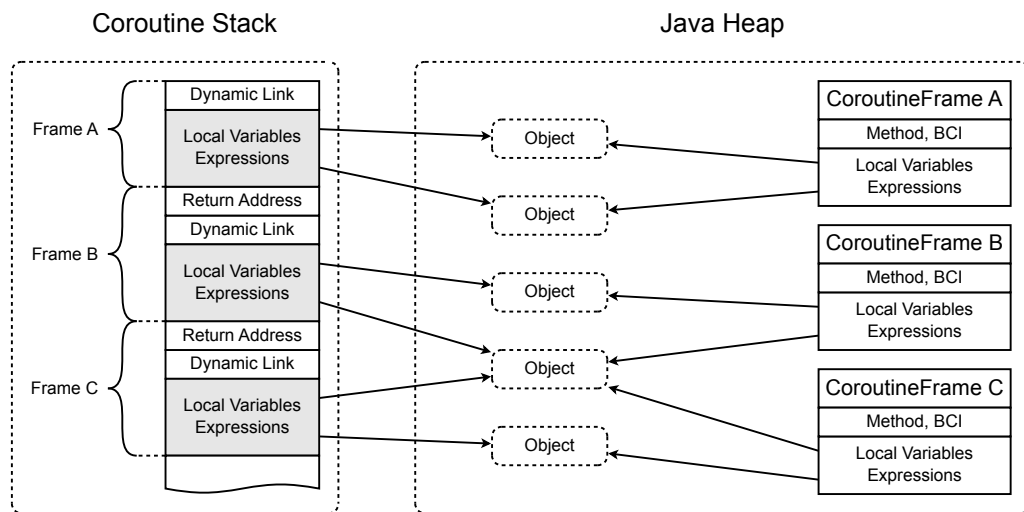 Coroutine Stack
Java Heap
Frame A
Dynamic Link
Local Variables
Expressions
Frame B
Return Address
Dynamic Link
Local Variables
Expressions
Frame C
Return Address
Dynamic Link
Local Variables
Expressions
Object
Object
Object
Object
Object
CoroutineFrame A
Method, BCI
Local Variables
Expressions
CoroutineFrame B
Method, BCI
Local Variables
Expressions
CoroutineFrame C
Method, BCI
Local Variables
Expressions